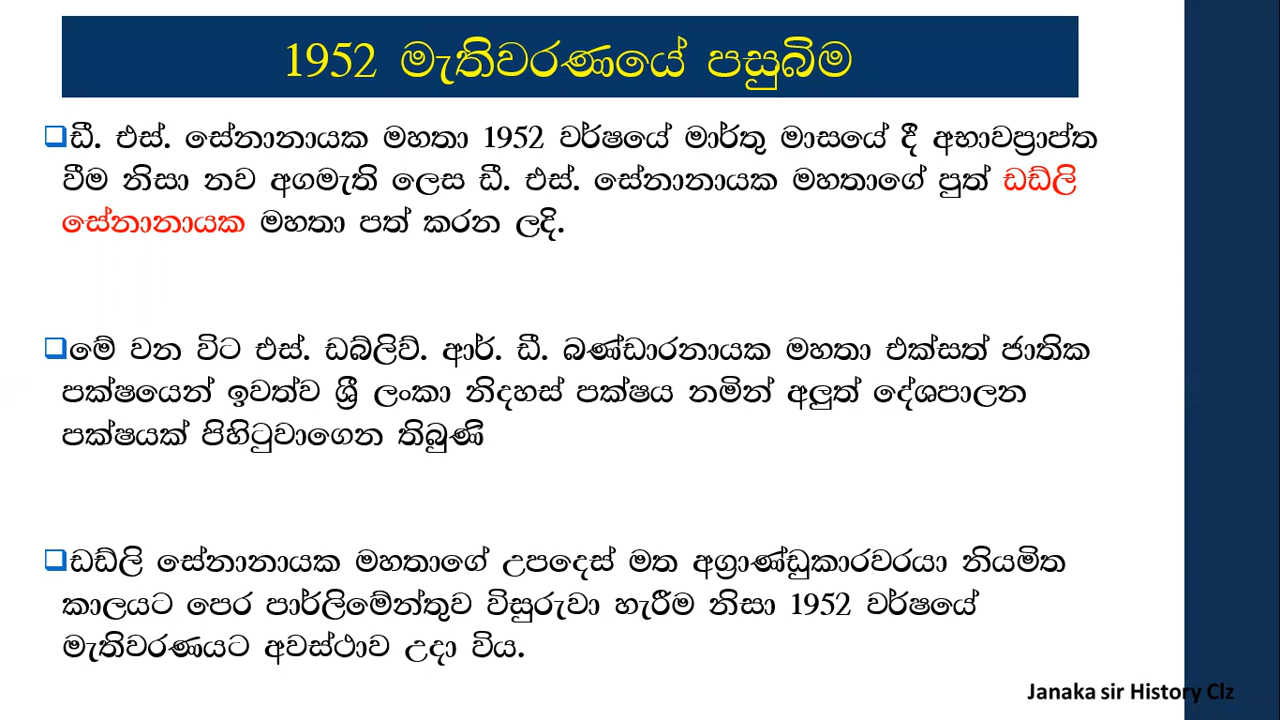 1952 මැතිවරණයේ පසුබිම
ඩී. එස්. සේනානායක මහතා 1952 වර්ෂයේ මාර්තු මාසයේ දී අභාවප්‍රාප්ත
වීම නිසා නව අගමැති ලෙස ඩී. එස්. සේනානායක මහතාගේ පුත් ඩඩ්ලි
සේනානායක මහතා පත් කරන ලදි.
මේ වන විට එස්. ඩබ්ලිව්. ආර්. ඩී. බණ්ඩාරනායක මහතා එක්සත් ජාතික
පක්ෂයෙන් ඉවත්ව ශ්‍රී ලංකා නිදහස් පක්ෂය නමින් අලුත් දේශපාලන
පක්ෂයක් පිහිටුවාගෙන තිබුණි
ඩඩ්ලි සේනානායක මහතාගේ උපදෙස් මත අග්‍රාණ්ඩුකාරවරයා නියමිත
කාලයට පෙර පාර්ලිමේන්තුව විසුරුවා හැරීම නිසා 1952 වර්ෂයේ
මැතිවරණයට අවස්ථාව උදා විය.
Janaka sir History Clz